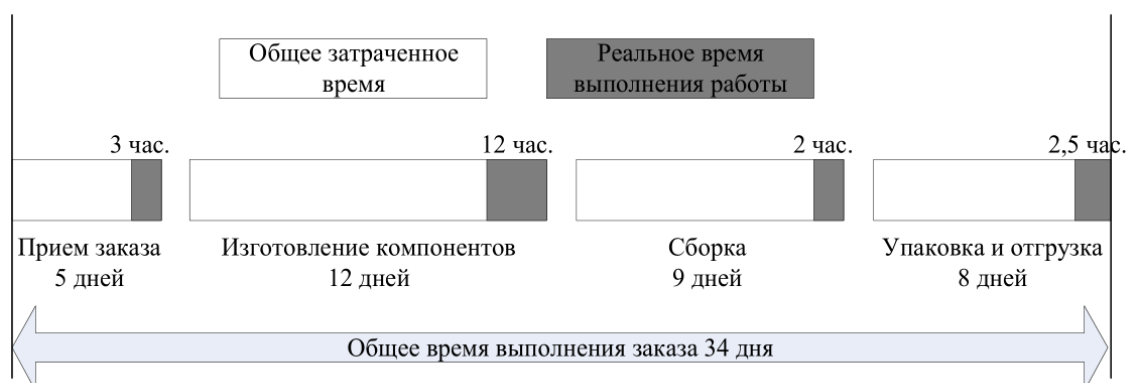 Общее затраченное
время
Реальное время
выполнения работы
3 час.
12 час.
2 час.
2,5 час.
Прием заказа
5 дней
Изготовление компонентов
12 дней
Сборка
9 дней
Упаковка и отгрузка
8 дней
Общее время выполнения заказа 34 дня